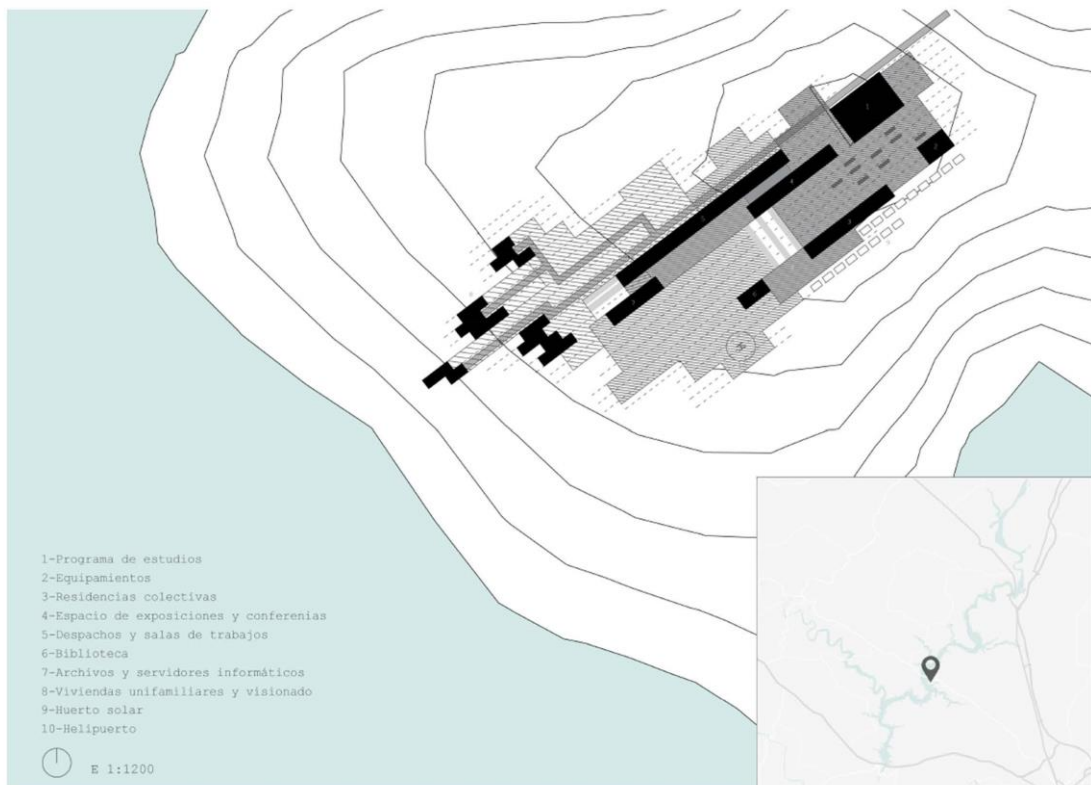 1-Programa de estudios
2-Equipamientos
3-Residencias colectivas
4-Espacio de exposiciones y conferenias
5-Despachos y salas de trabajos
6-Biblioteca
7-Archivos y servidores informáticos
8-Viviendas unifamiliares y visionado
9-Huerto solar
10-Helipuerto
E 1:1200